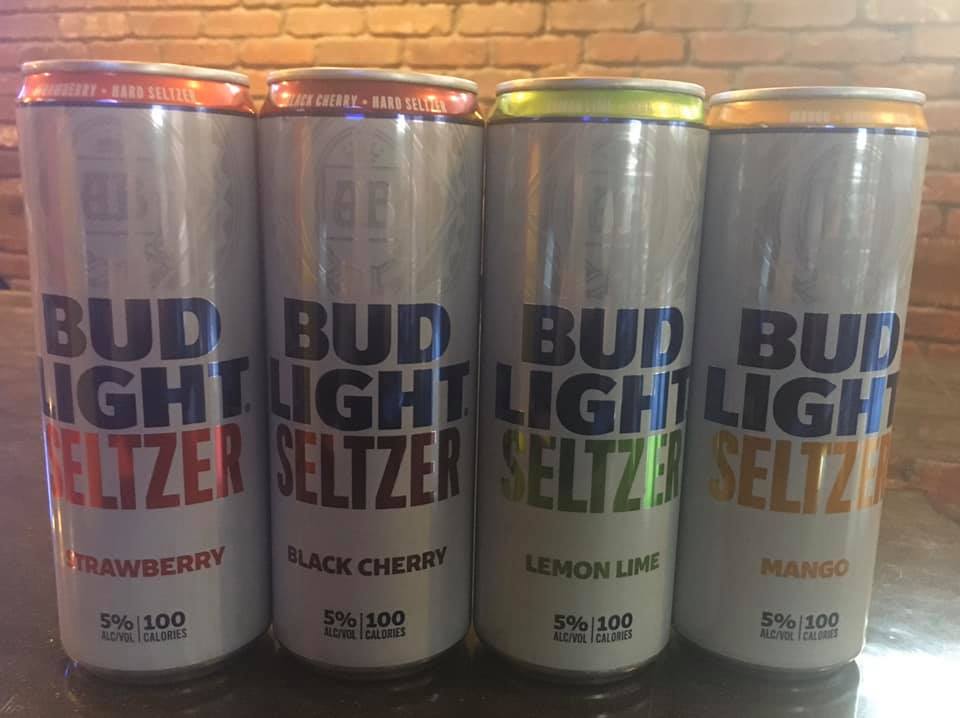 STRAWBERRY • HARD SELTZER
BUD
LIGHT
SELTZER
STRAWBERRY
5% | 100
ALC/VOL | CALORIES
BLACK CHERRY • HARD SELTZER
BUD
LIGHT
SELTZER
BLACK CHERRY
5% | 100
ALC/VOL | CALORIES
BUD
LIGHT
SELTZER
LEMON LIME
5% | 100
ALC/VOL | CALORIES
BUD
LIGHT
SELTZER
MANGO
5% | 100
ALC/VOL | CALORIES